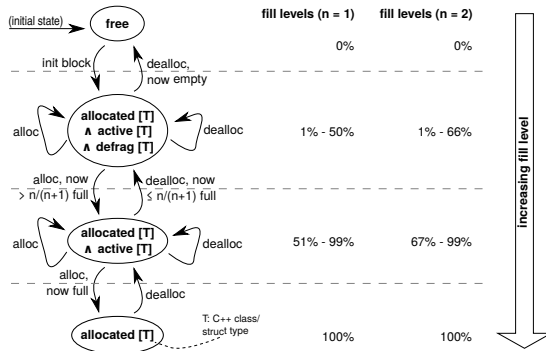 fill levels (n = 1)
fill levels (n = 2)
(initial state)
free
0%
0%
init block
dealloc,
now empty
allocated [T]
∧ active [T]
∧ defrag [T]
alloc
dealloc
1% - 50%
1% - 66%
alloc, now
> n/(n+1) full
dealloc, now
≤ n/(n+1) full
allocated [T]
∧ active [T]
alloc
dealloc
51% - 99%
67% - 99%
alloc,
now full
dealloc
allocated [T]
T: C++ class/
struct type
100%
100%
increasing fill level